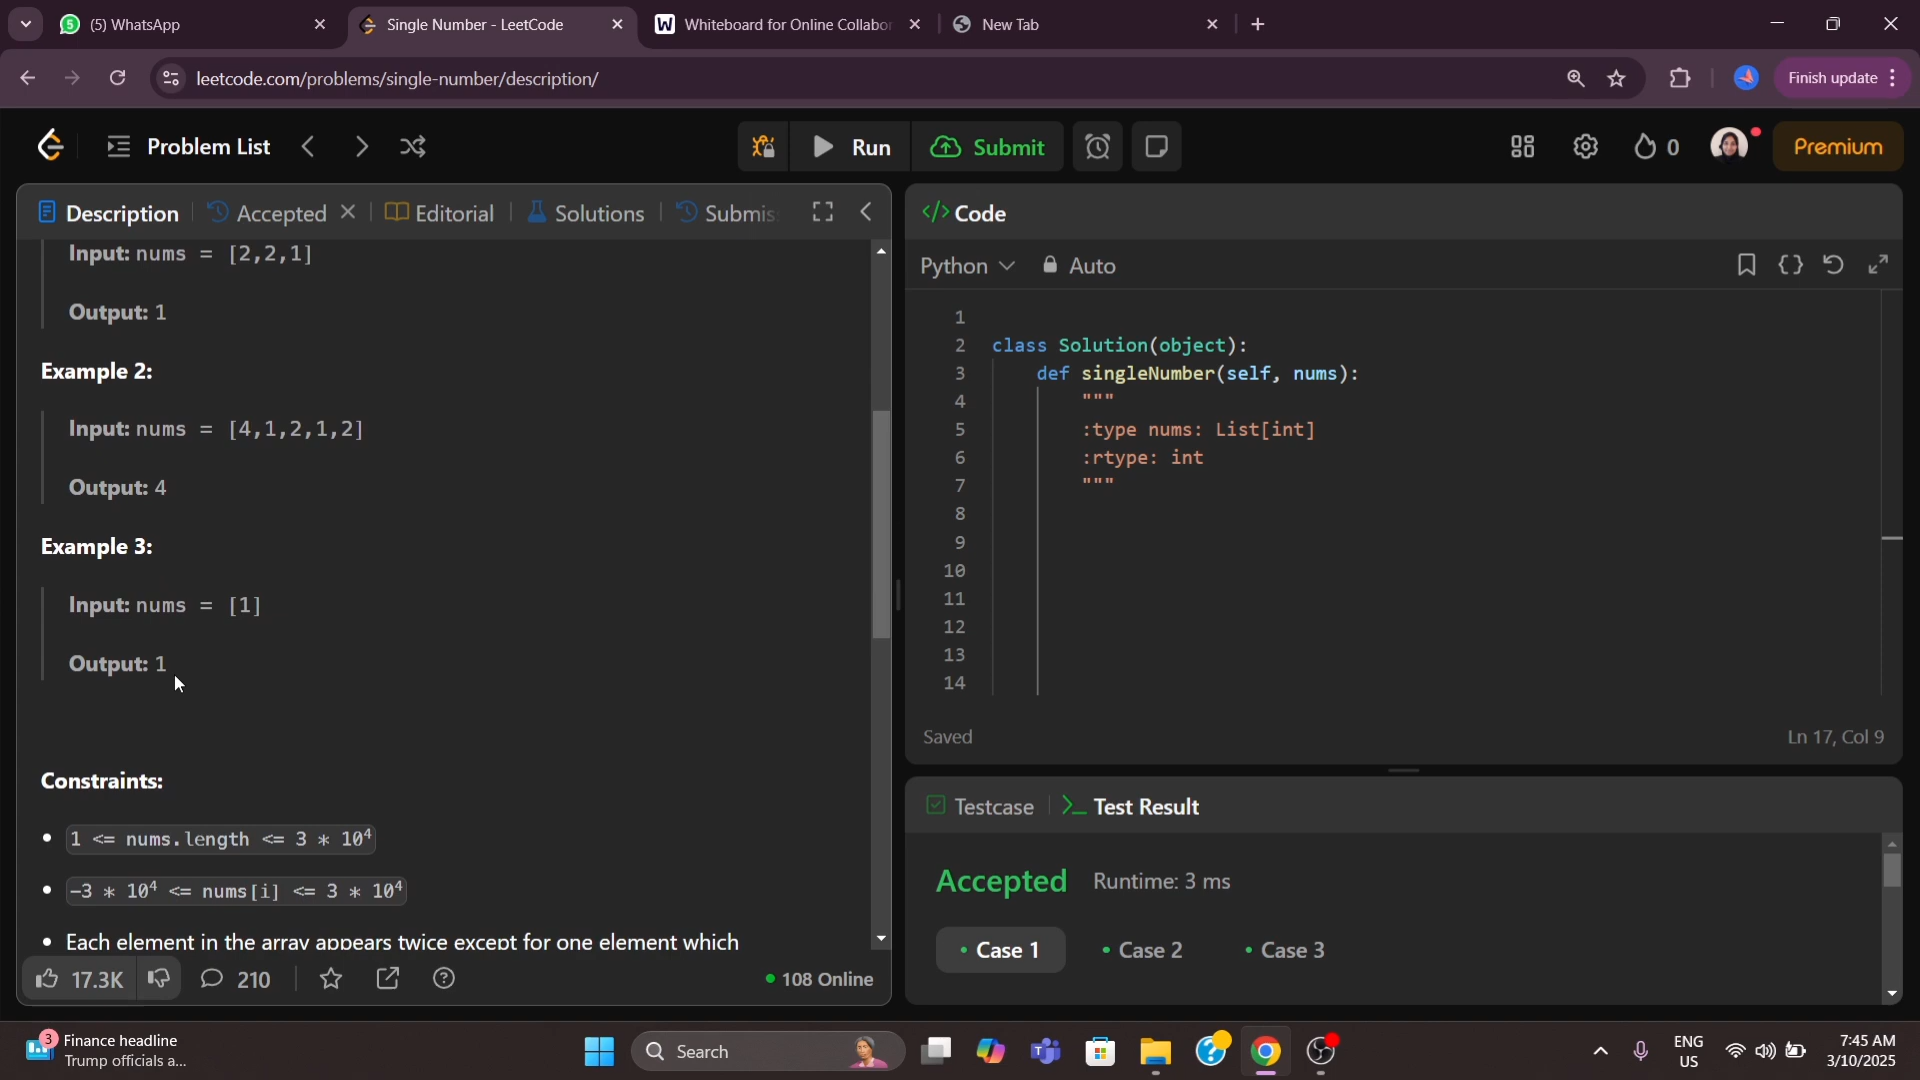 (5) WhatsApp
Single Number - LeetCode
Whiteboard for Online Collabor
New Tab
leetcode.com/problems/single-number/description/
Finish update
Problem List
Run
Submit
0
Premium
Description
Accepted
Editorial
Solutions
Submis
Input: nums = [2,2,1]
Output: 1
Example 2:
Input: nums = [4,1,2,1,2]
Output: 4
Example 3:
Input: nums = [1]
Output: 1
Constraints:
1 <= nums.length <= 3 * 10⁴
-3 * 10⁴ <= nums[i] <= 3 * 10⁴
Each element in the array appears twice except for one element which
17.3K
210
108 Online
</> Code
Python
Auto
1
2 class Solution(object):
3 def singleNumber(self, nums):
4 """
5 :type nums: List[int]
6 :rtype: int
7 """
8
9
10
11
12
13
14
Saved
Ln 17, Col 9
Testcase
Test Result
Accepted Runtime: 3 ms
Case 1
Case 2
Case 3
3
Finance headline
Trump officials a...
Search
ENG
US
7:45 AM
3/10/2025